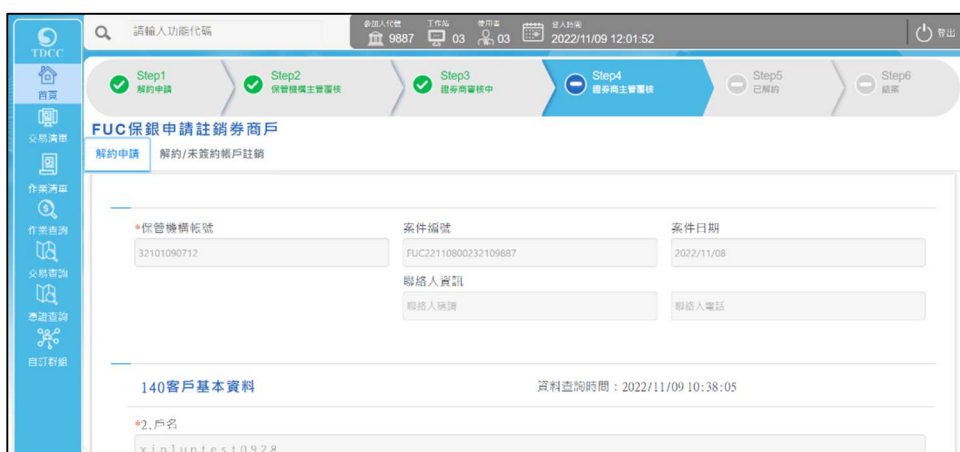 TDCC
請輸入功能代碼
參加人代號 工作站 使用者 登入時間
9887 03 03 2022/11/09 12:01:52
登出
首頁
交易清單
作業清單
作業查詢
交易查詢
憑證查詢
自訂群組
Step1
解約申請
Step2
保管機構主管覆核
Step3
證券商審核中
Step4
證券商主管覆核
Step5
已解約
Step6
結案
FUC保銀申請註銷券商戶
解約申請 解約/未簽約帳戶註銷
*保管機構帳號 案件編號 案件日期
32101090712 FUC22110800232109887 2022/11/08
聯絡人資訊
聯絡人稱謂 聯絡人電話
140客戶基本資料 資料查詢時間：2022/11/09 10:38:05
*2.戶名
xinluntest0928